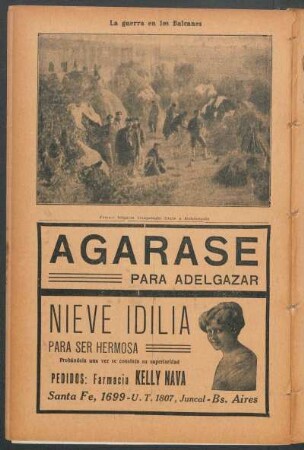 La guerra en los Balcanes
AGARASE
PARA ADELGAZAR
NIEVE IDILIA
PARA SER HERMOSA
Probándola una vez se convence su superioridad
PEDIDOS: Farmacia KELLY NAVA
Santa Fe, 1699 - U. T. 1807, Juncal - Bs. Aires